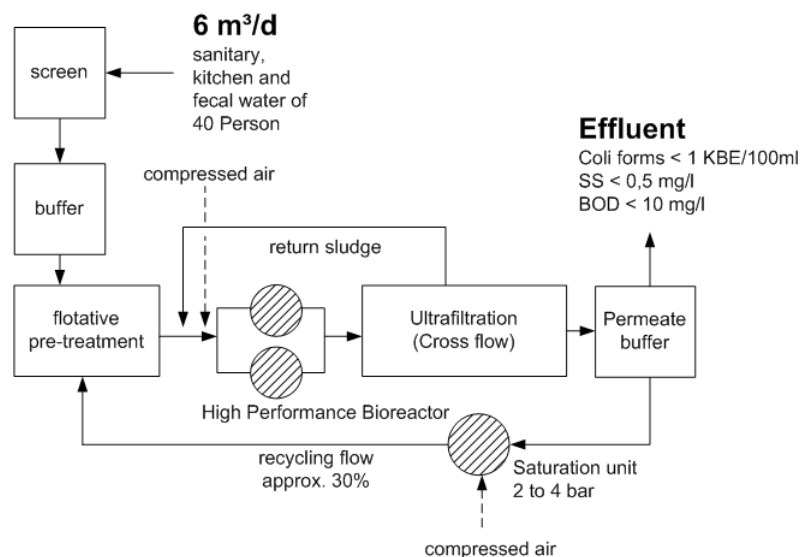 6 m³/d
sanitary,
kitchen and
fecal water of
40 Person
screen
Effluent
Coli forms < 1 KBE/100ml
SS < 0,5 mg/l
BOD < 10 mg/l
compressed air
buffer
return sludge
flotative
pre-treatment
Ultrafiltration
(Cross flow)
Permeate
buffer
High Performance Bioreactor
recycling flow
approx. 30%
Saturation unit
2 to 4 bar
compressed air